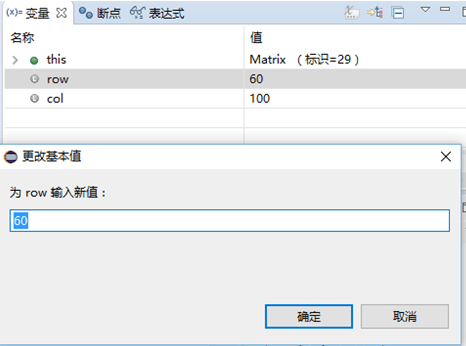 (x)= 变量 断点 表达式
名称 值
this Matrix （标识=29）
row 60
col 100
更改基本值
为 row 输入新值：
60
确定 取消